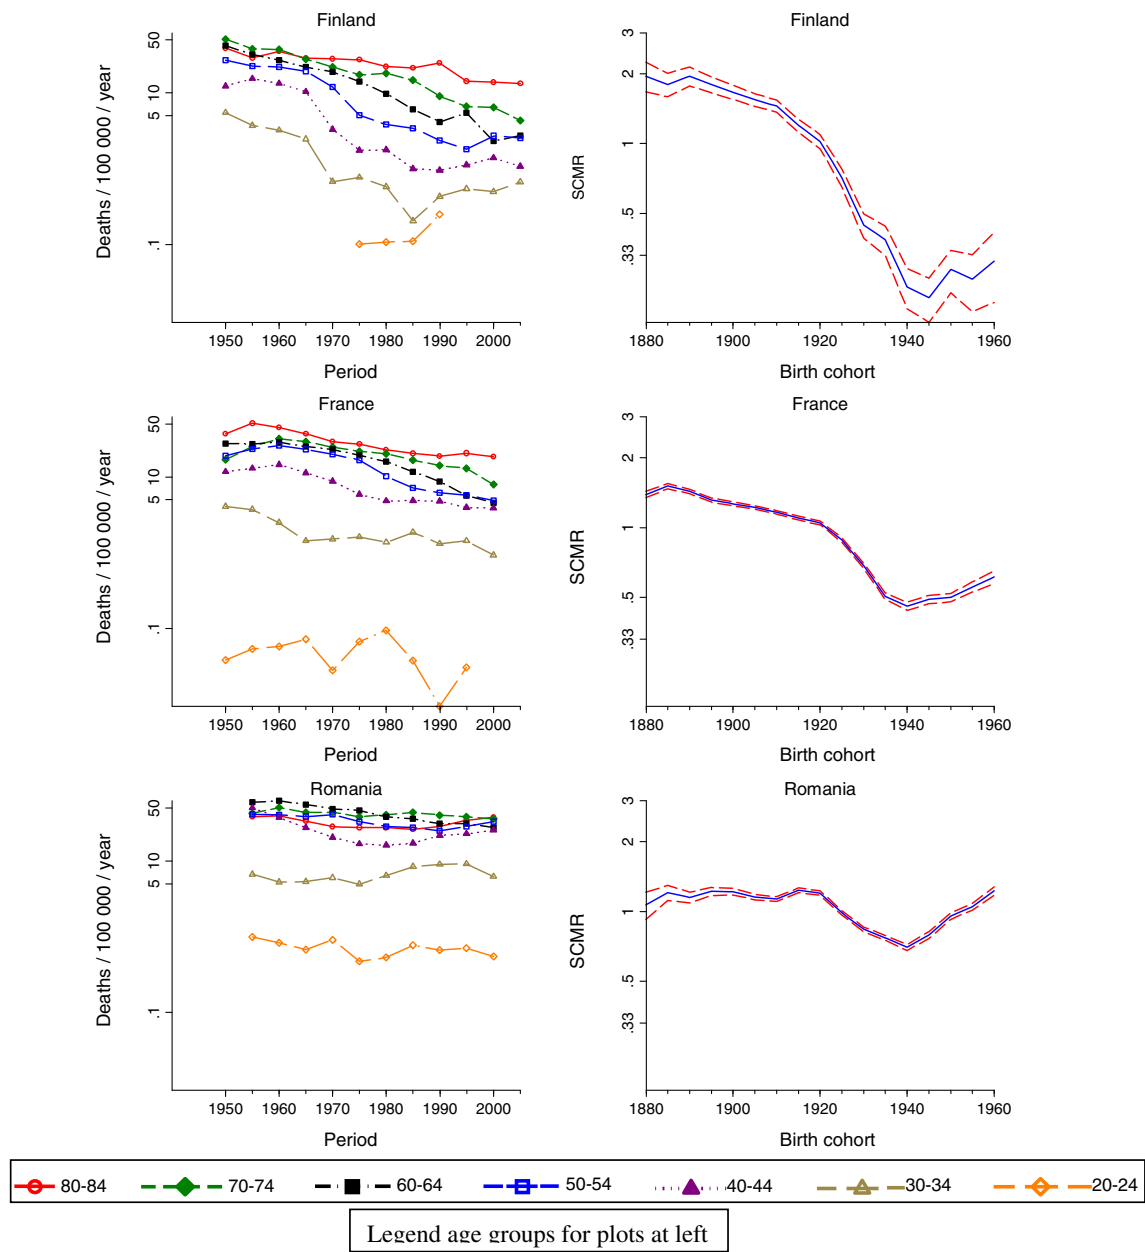 Finland
Finland
50
10
5
.1
Deaths / 100 000 / year
1950 1960 1970 1980 1990 2000
Period
3
2
1
.5
.33
SCMR
1880 1900 1920 1940 1960
Birth cohort
France
France
50
10
5
.1
Deaths / 100 000 / year
1950 1960 1970 1980 1990 2000
Period
3
2
1
.5
.33
SCMR
1880 1900 1920 1940 1960
Birth cohort
Romania
Romania
50
10
5
.1
Deaths / 100 000 / year
1950 1960 1970 1980 1990 2000
Period
3
2
1
.5
.33
SCMR
1880 1900 1920 1940 1960
Birth cohort
80-84 70-74 60-64 50-54 40-44 30-34 20-24
Legend age groups for plots at left